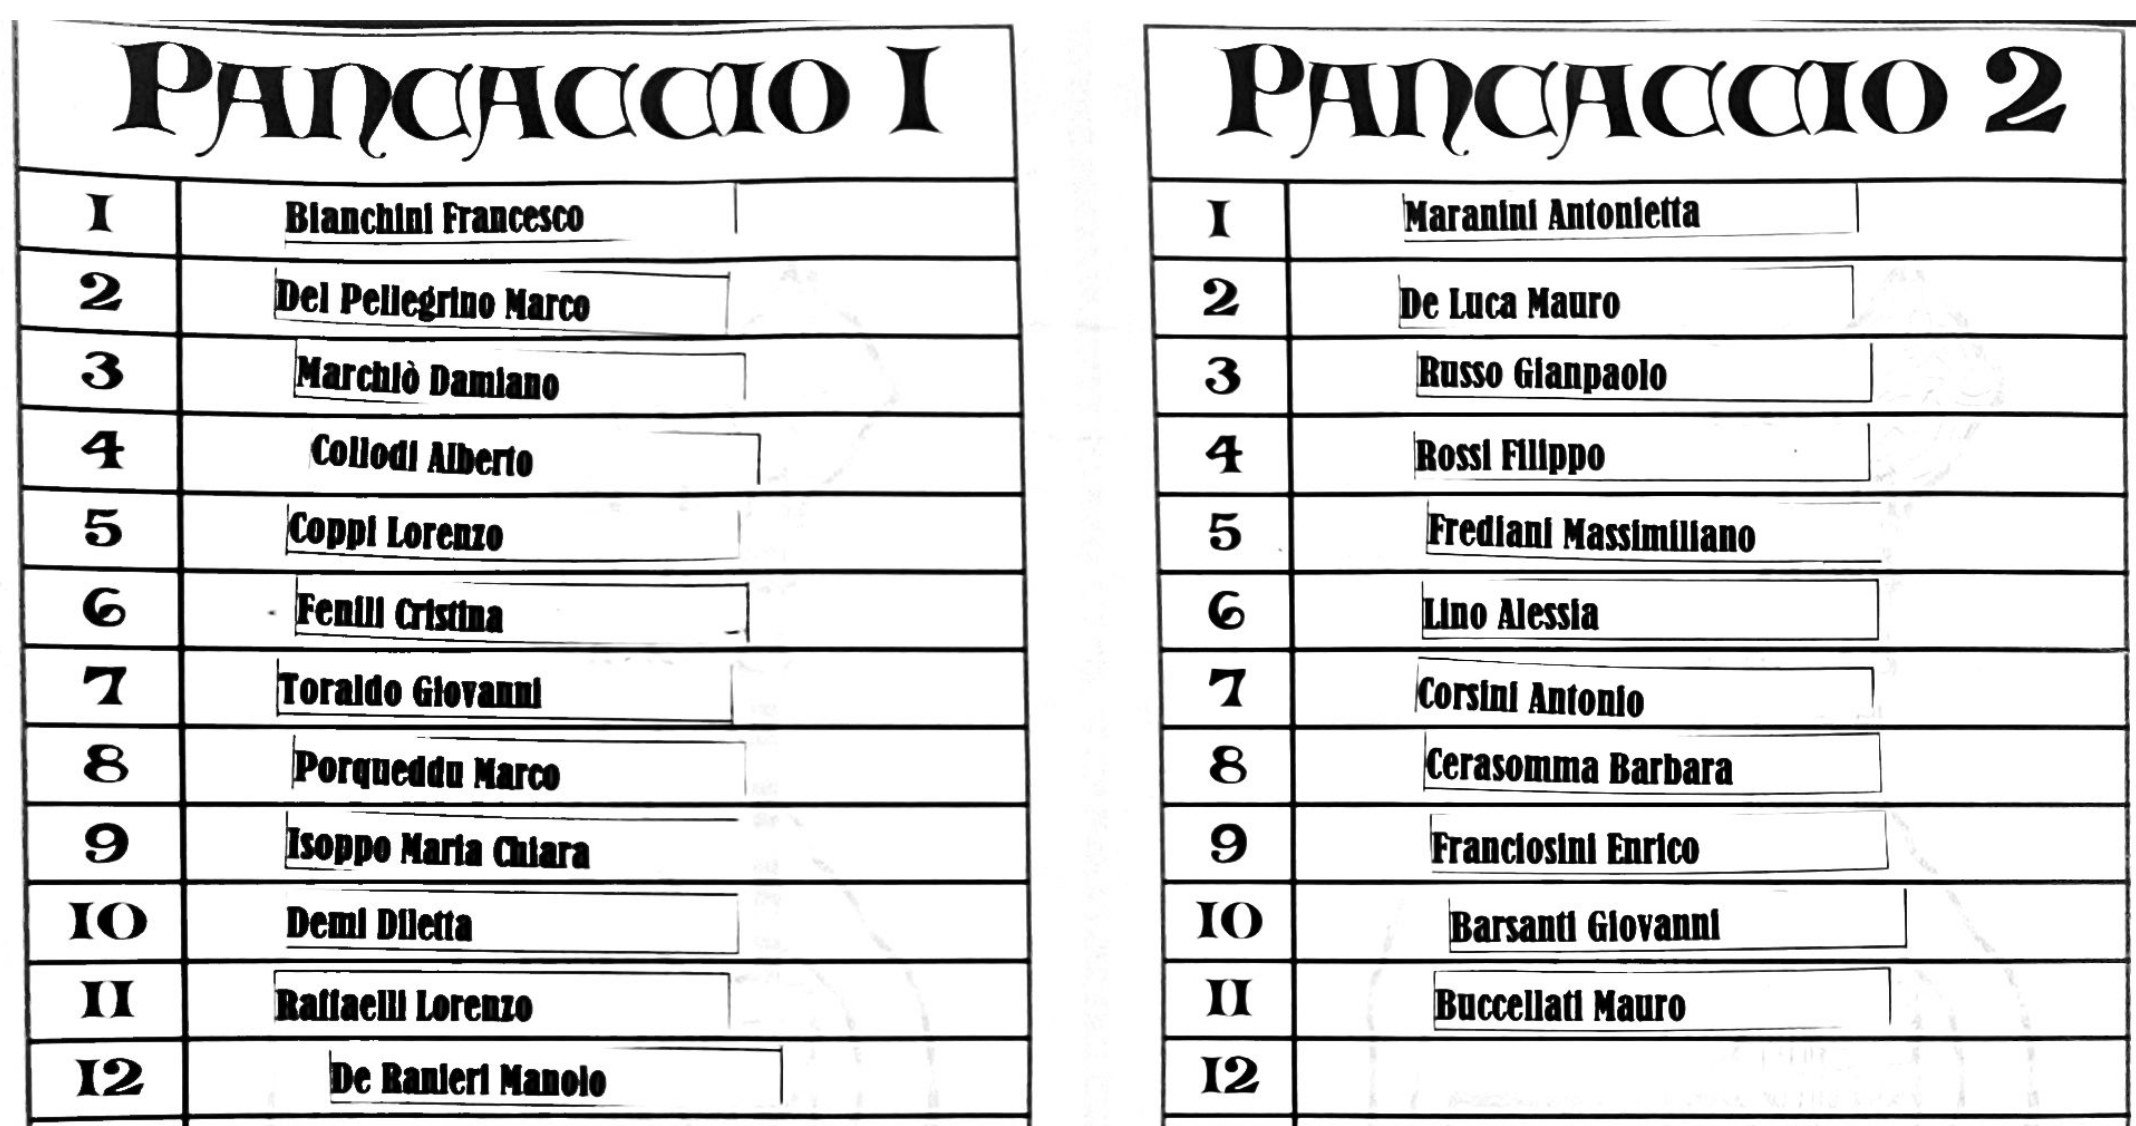 PANCACCIO 1
1 Bianchini Francesco
2 Del Pellegrino Marco
3 Marchiò Damiano
4 Collodi Alberto
5 Coppi Lorenzo
6 Fenili Cristina
7 Toraldo Giovanni
8 Porqueddu Marco
9 Isoppo Maria Chiara
10 Demi Diletta
11 Raffaelli Lorenzo
12 De Ranieri Manolo
PANCACCIO 2
1 Maranini Antonietta
2 De Luca Mauro
3 Russo Gianpaolo
4 Rossi Filippo
5 Frediani Massimiliano
6 Lino Alessia
7 Corsini Antonio
8 Cerasomma Barbara
9 Franciosini Enrico
10 Barsanti Giovanni
11 Buccellati Mauro
12